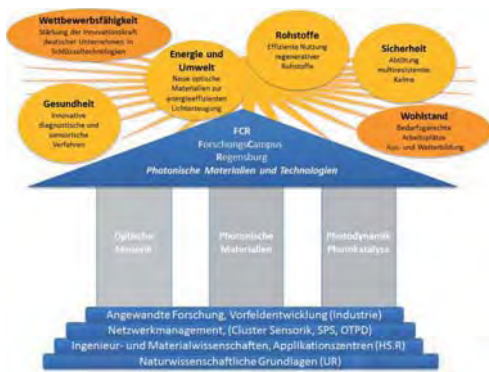 Wettbewerbsfähigkeit
Stärkung der Innovationskraft
deutscher Unternehmen in
Schlüsseltechnologien
Energie und
Umwelt
Neue optische
Materialien zur
energieeffizienten
Lichterzeugung
Rohstoffe
Effiziente Nutzung
regenerativer
Rohstoffe
Sicherheit
Abtötung
multiresistenter
Keime
Gesundheit
Innovative
diagnostische und
sensorische
Verfahren
Wohlstand
Bedarfsgerechte
Arbeitsplätze
Aus- und Weiterbildung
FCR
ForschungsCampus
Regensburg
Photonische Materialien und Technologien
Optische
Sensorik
Photonische
Materialien
Photodynamik
Photokatalyse
Angewandte Forschung, Vorfeldentwicklung (Industrie)
Netzwerkmanagement, (Cluster Sensorik, SPS, OTPD)
Ingenieur- und Materialwissenschaften, Applikationszentren (HS.R)
Naturwissenschaftliche Grundlagen (UR)